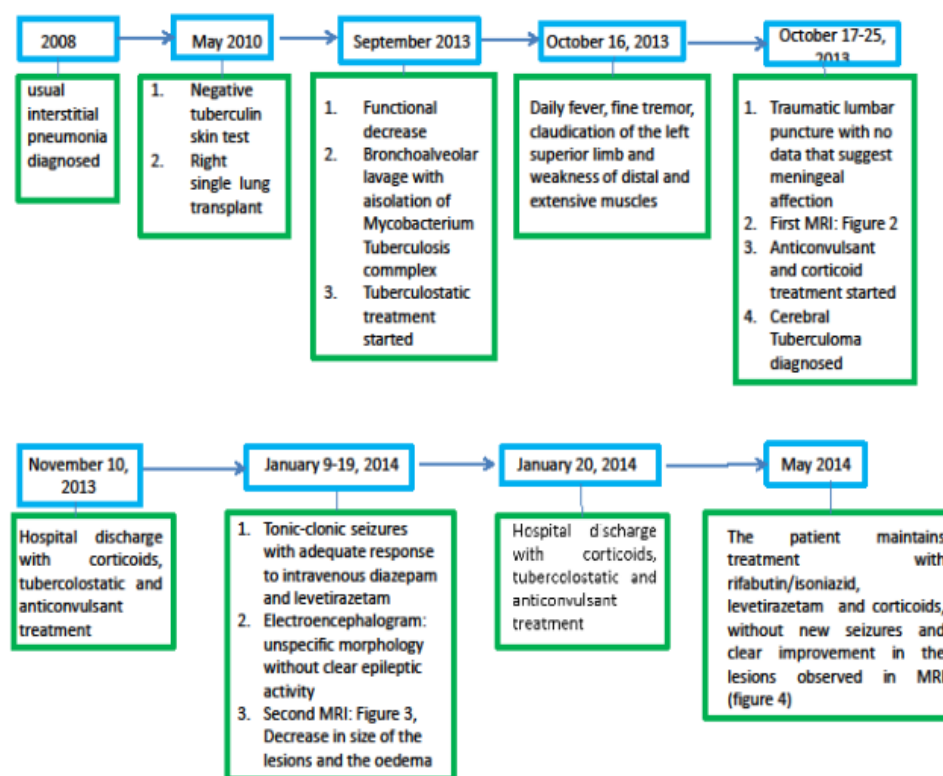 2008
May 2010
September 2013
October 16, 2013
October 17-25,
2013
usual
interstitial
pneumonia
diagnosed
1. Negative
tuberculin
skin test
2. Right
single lung
transplant
1. Functional
decrease
2. Bronchoalveolar
lavage with
aisolation of
Mycobacterium
Tuberculosis
commplex
3. Tuberculostatic
treatment
started
Daily fever, fine tremor,
claudication of the left
superior limb and
weakness of distal and
extensive muscles
1. Traumatic lumbar
puncture with no
data that suggest
meningeal
affection
2. First MRI: Figure 2
3. Anticonvulsant
and corticoid
treatment started
4. Cerebral
Tuberculoma
diagnosed
November 10,
2013
January 9-19, 2014
January 20, 2014
May 2014
Hospital discharge
with corticoids,
tubercolostatic and
anticonvulsant
treatment
1. Tonic-clonic seizures
with adequate response
to intravenous diazepam
and levetirazetam
2. Electroencephalogram:
unspecific morphology
without clear epileptic
activity
3. Second MRI: Figure 3,
Decrease in size of the
lesions and the oedema
Hospital discharge
with corticoids,
tubercolostatic and
anticonvulsant
treatment
The patient maintains
treatment with
rifabutin/isoniazid,
levetirazetam and corticoids,
without new seizures and
clear improvement in the
lesions observed in MRI
(figure 4)